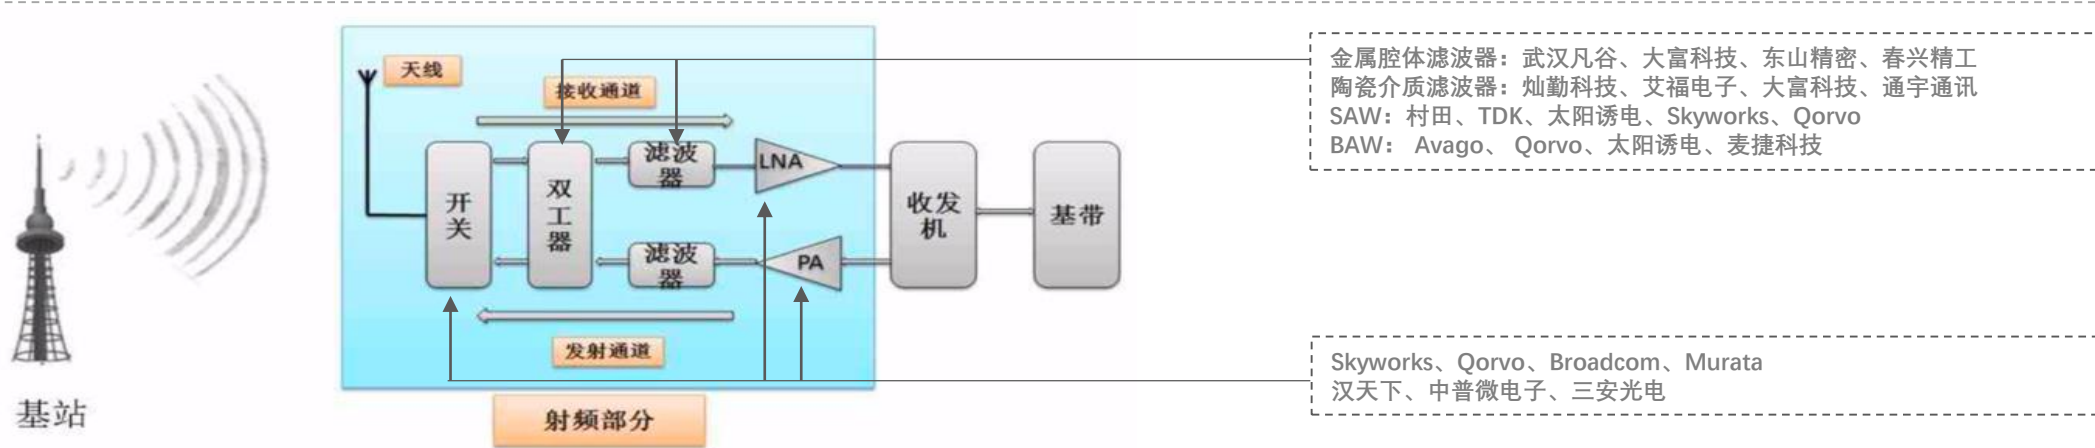 天线
接收通道
开关
双工器
滤波器
LNA
滤波器
PA
收发机
基带
发射通道
射频部分
基站
金属腔体滤波器：武汉凡谷、大富科技、东山精密、春兴精工
陶瓷介质滤波器：灿勤科技、艾福电子、大富科技、通宇通讯
SAW：村田、TDK、太阳诱电、Skyworks、Qorvo
BAW： Avago、 Qorvo、太阳诱电、麦捷科技
Skyworks、Qorvo、Broadcom、Murata
汉天下、中普微电子、三安光电